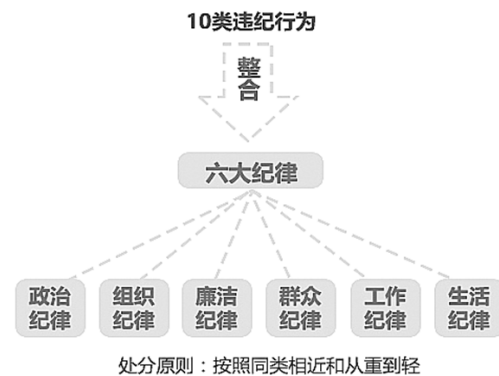 10类违纪行为
整
合
六大纪律
政治
纪律
组织
纪律
廉洁
纪律
群众
纪律
工作
纪律
生活
纪律
处分原则：按照同类相近和从重到轻